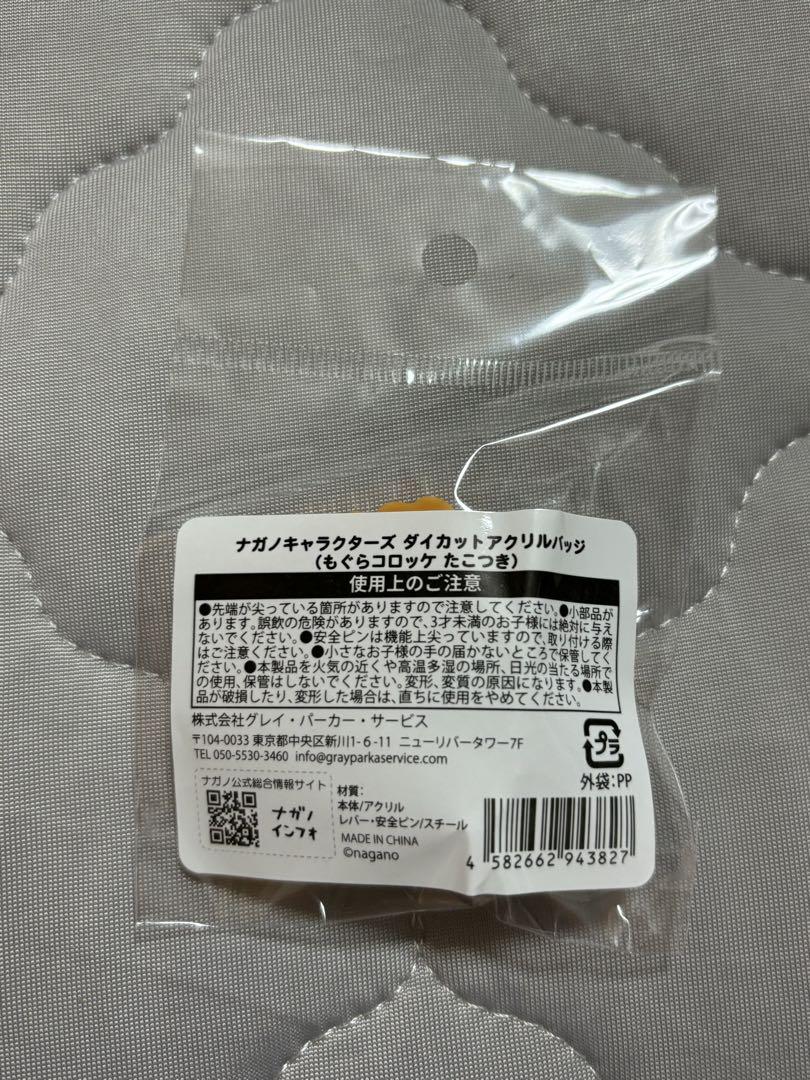 ナガノキャラクターズ ダイカットアクリルバッジ
(もぐらコロッケ たこつき)
使用上のご注意
●先端が尖っている箇所がありますので注意してください。●小部品が
あります。誤飲の危険がありますので、3才未満のお子様には絶対に与え
ないでください。●安全ピンは機能上尖っていますので、取り付ける際
はご注意ください。●小さなお子様の手の届かないところで保管してく
ださい。●本製品を火気の近くや高温多湿の場所、日光の当たる場所で
の使用、保管はしないでください。変形、変質の原因になります。●本製
品が破損したり、変形した場合は、直ちに使用をやめてください。
株式会社グレイ・パーカー・サービス
〒104-0033 東京都中央区新川1-6-11 ニューリバータワー7F
TEL 050-5530-3460 info@grayparkaservice.com
プラ
外袋:PP
ナガノ公式総合情報サイト
ナガノ
インフォ
材質:
本体/アクリル
レバー・安全ピン/スチール
MADE IN CHINA
©nagano
4 582662 943827